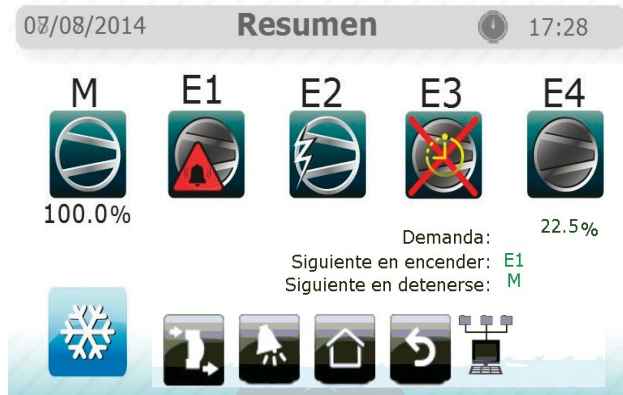 07/08/2014 Resumen 17:28
M E1 E2 E3 E4
100.0%
Demanda: 22.5%
Siguiente en encender: E1
Siguiente en detenerse: M